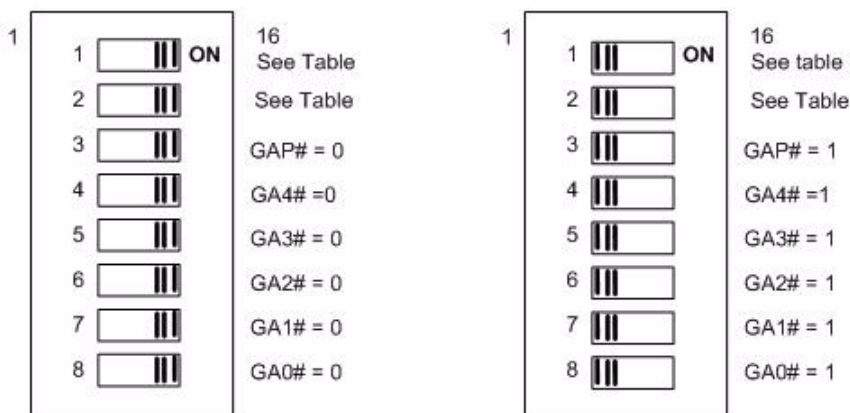 1
16
1 ON See Table
2 See Table
3 GAP# = 0
4 GA4# =0
5 GA3# = 0
6 GA2# = 0
7 GA1# = 0
8 GA0# = 0
1
16
1 ON See table
2 See Table
3 GAP# = 1
4 GA4# =1
5 GA3# = 1
6 GA2# = 1
7 GA1# = 1
8 GA0# = 1